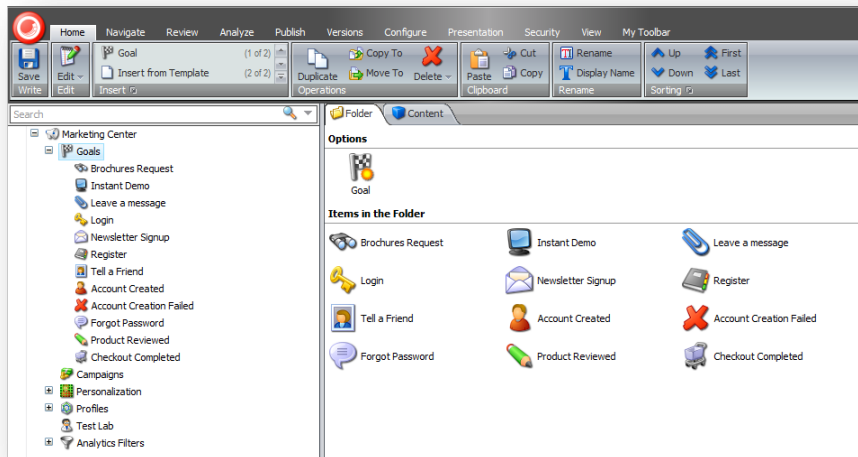 Home Navigate Review Analyze Publish Versions Configure Presentation Security View My Toolbar
Save
Write
Edit
Edit
Goal (1 of 2)
Insert from Template (2 of 2)
Insert
Duplicate
Copy To
Move To
Delete
Operations
Paste
Cut
Copy
Clipboard
Rename
Display Name
Rename
Up First
Down Last
Sorting
Search
Marketing Center
Goals
Brochures Request
Instant Demo
Leave a message
Login
Newsletter Signup
Register
Tell a Friend
Account Created
Account Creation Failed
Forgot Password
Product Reviewed
Checkout Completed
Campaigns
Personalization
Profiles
Test Lab
Analytics Filters
Folder Content
Options
Goal
Items in the Folder
Brochures Request Instant Demo Leave a message
Login Newsletter Signup Register
Tell a Friend Account Created Account Creation Failed
Forgot Password Product Reviewed Checkout Completed